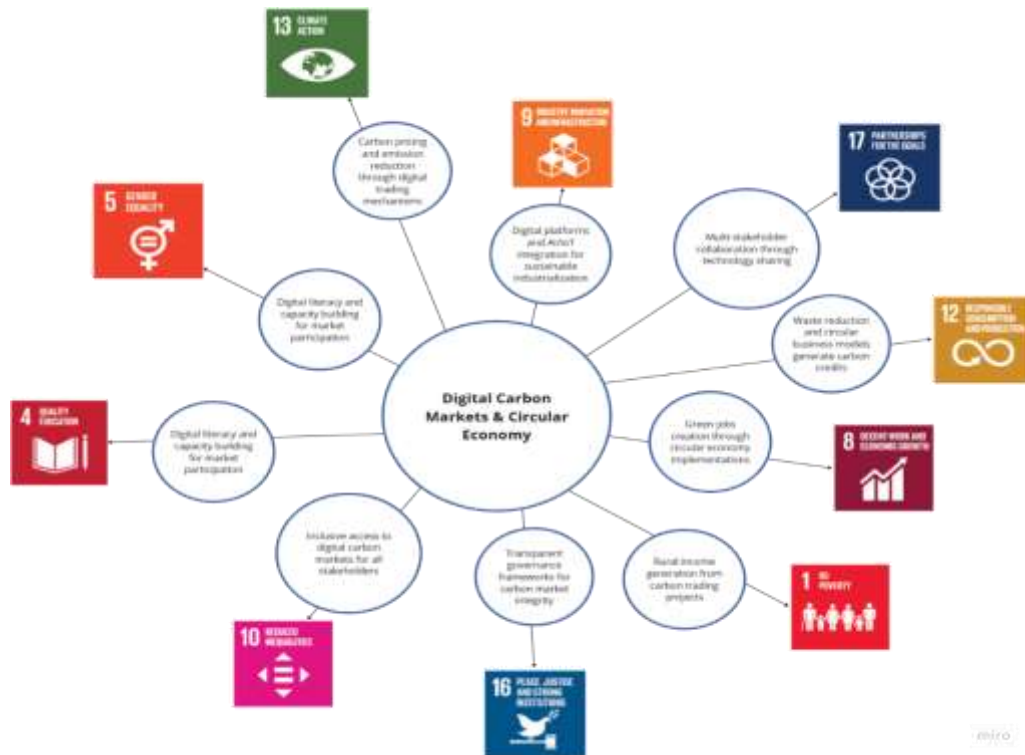 13 CLIMATE
ACTION
Carbon pricing
and emission
reduction
through digital
trading
mechanisms
9 INDUSTRY INNOVATION
AND INFRASTRUCTURE
Digital platforms
and AI/IoT
integration for
sustainable
industrialization
17 PARTNERSHIPS
FOR THE GOALS
Multi-stakeholder
collaboration through
technology sharing
5 GENDER
EQUALITY
Digital literacy and
capacity building
for market
participation
12 RESPONSIBLE
CONSUMPTION
AND PRODUCTION
Waste reduction
and circular
business models
generate carbon
credits
Digital Carbon
Markets & Circular
Economy
4 QUALITY
EDUCATION
Digital literacy and
capacity building
for market
participation
Green jobs
creation through
circular economy
implementations
8 DECENT WORK AND
ECONOMIC GROWTH
Inclusive access to
digital carbon
markets for all
stakeholders
Transparent
governance
frameworks for
carbon market
integrity
Rural income
generation from
carbon trading
projects
1 NO
POVERTY
10 REDUCED
INEQUALITIES
16 PEACE, JUSTICE
AND STRONG
INSTITUTIONS
miro